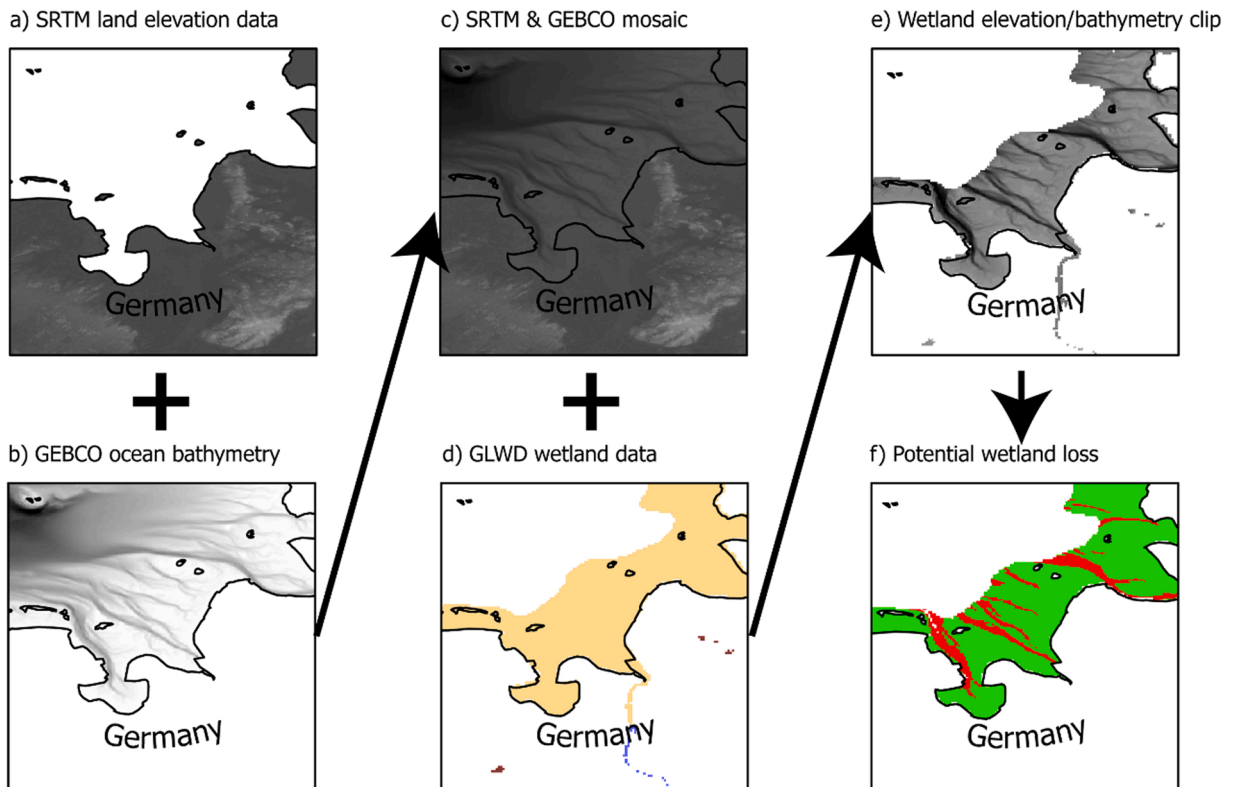 a) SRTM land elevation data
Germany
b) GEBCO ocean bathymetry
Germany
c) SRTM & GEBCO mosaic
Germany
d) GLWD wetland data
Germany
e) Wetland elevation/bathymetry clip
Germany
f) Potential wetland loss
Germany